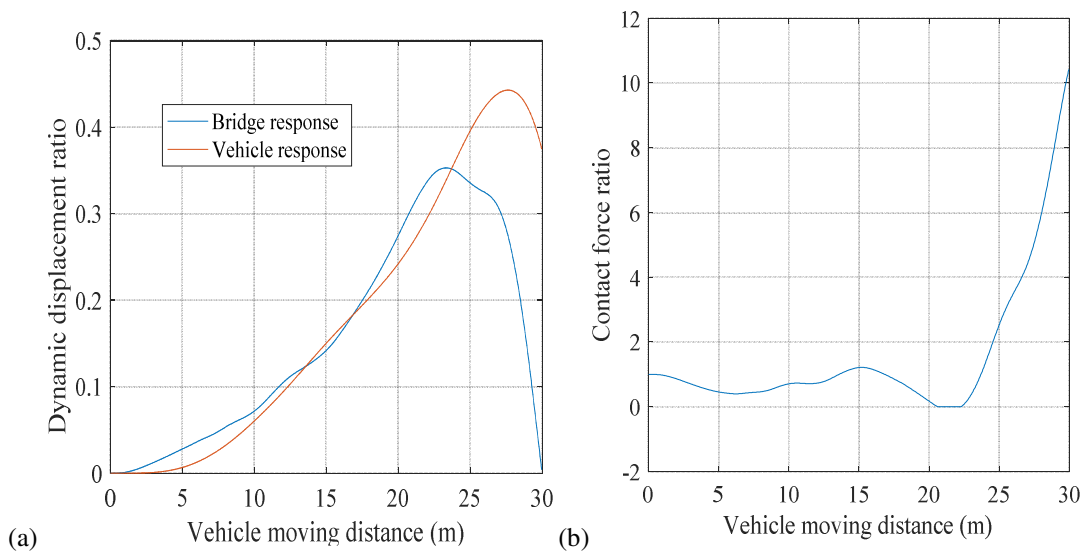 0.5
0.4
0.3
0.2
0.1
0
Dynamic displacement ratio
Bridge response
Vehicle response
0 5 10 15 20 25 30
Vehicle moving distance (m)
(a)
12
10
8
6
4
2
0
-2
Contact force ratio
0 5 10 15 20 25 30
Vehicle moving distance (m)
(b)